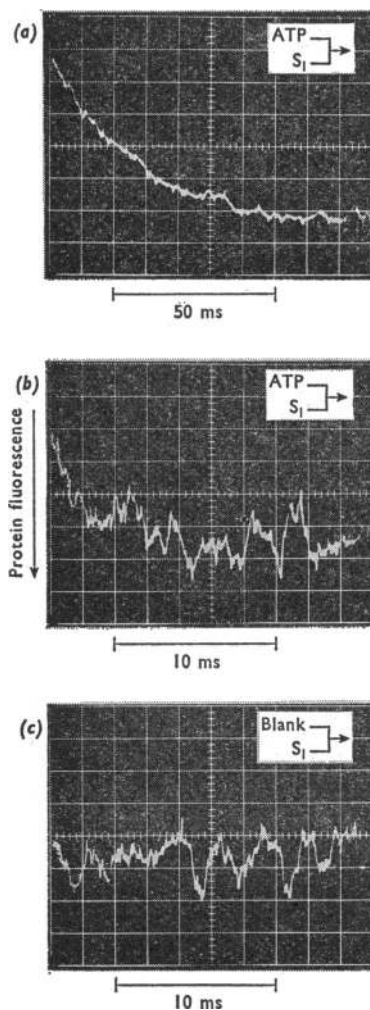 (a)
ATP
S1
50 ms
(b)
ATP
S1
Protein fluorescence
10 ms
(c)
Blank
S1
10 ms